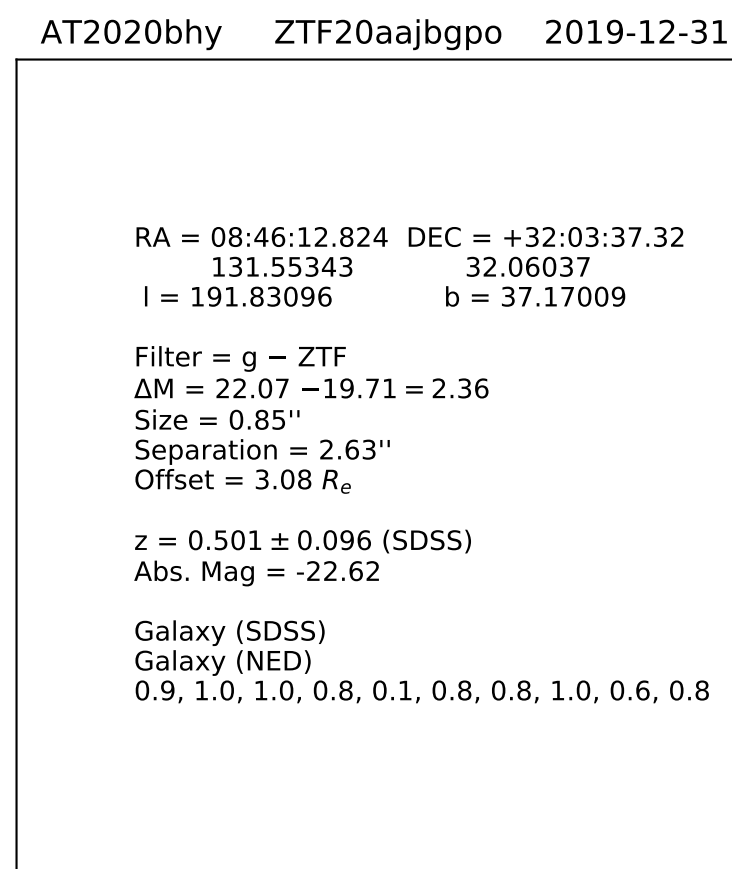 AT2020bhy ZTF20aajbgpo 2019-12-31
RA = 08:46:12.824 DEC = +32:03:37.32
131.55343 32.06037
l = 191.83096 b = 37.17009
Filter = g − ZTF
ΔM = 22.07 −19.71 = 2.36
Size = 0.85''
Separation = 2.63''
Offset = 3.08 Rₑ
z = 0.501 ± 0.096 (SDSS)
Abs. Mag = -22.62
Galaxy (SDSS)
Galaxy (NED)
0.9, 1.0, 1.0, 0.8, 0.1, 0.8, 0.8, 1.0, 0.6, 0.8